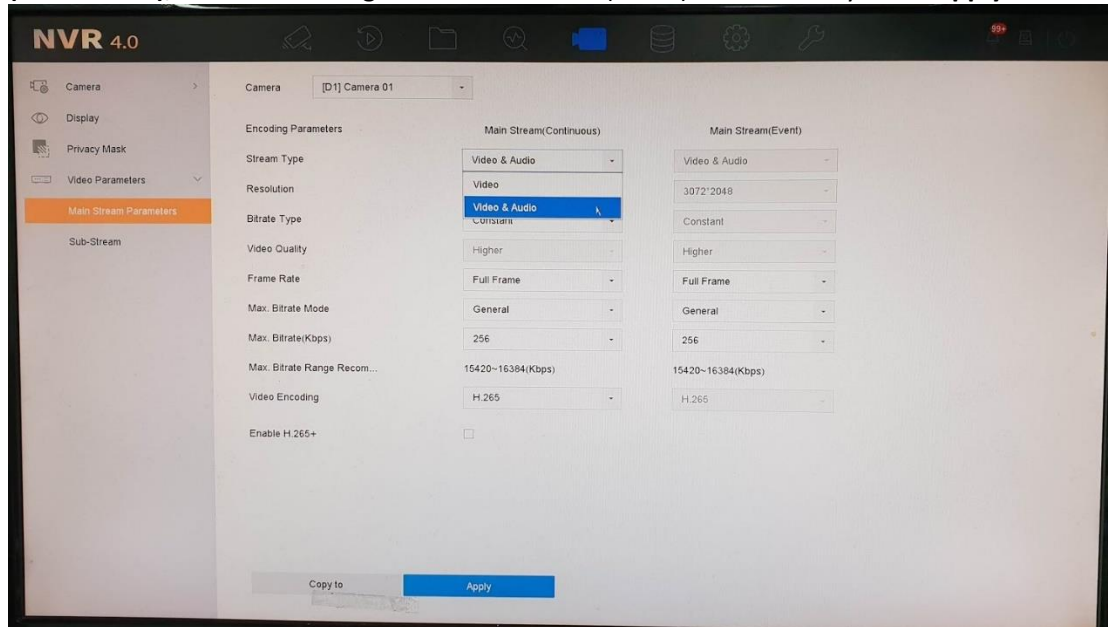 NVR 4.0
99+
Camera
Display
Privacy Mask
Video Parameters
Main Stream Parameters
Sub-Stream
Camera [D1] Camera 01
Encoding Parameters Main Stream(Continuous) Main Stream(Event)
Stream Type Video & Audio Video & Audio
Resolution Video 3072*2048
Video & Audio
Bitrate Type Constant Constant
Video Quality Higher Higher
Frame Rate Full Frame Full Frame
Max. Bitrate Mode General General
Max. Bitrate(Kbps) 256 256
Max. Bitrate Range Recom... 15420~16384(Kbps) 15420~16384(Kbps)
Video Encoding H.265 H.265
Enable H.265+
Copy to Apply